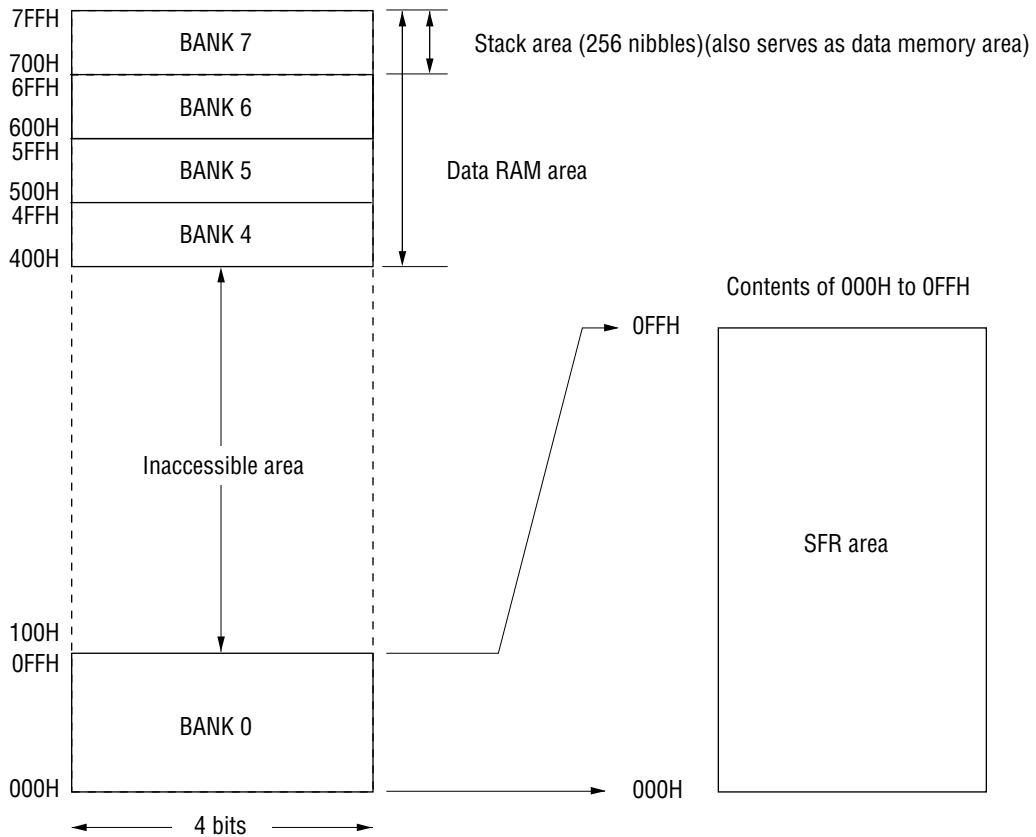 7FFH
BANK 7
Stack area (256 nibbles)(also serves as data memory area)
700H
6FFH
BANK 6
600H
5FFH
BANK 5
Data RAM area
500H
4FFH
BANK 4
400H
Contents of 000H to 0FFH
0FFH
Inaccessible area
SFR area
100H
0FFH
BANK 0
000H
000H
4 bits